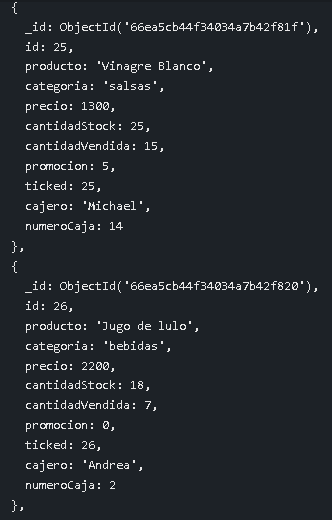 {
_id: ObjectId('66ea5cb44f34034a7b42f81f'),
id: 25,
producto: 'Vinagre Blanco',
categoria: 'salsas',
precio: 1300,
cantidadStock: 25,
cantidadVendida: 15,
promocion: 5,
ticked: 25,
cajero: 'Michael',
numeroCaja: 14
},
{
_id: ObjectId('66ea5cb44f34034a7b42f820'),
id: 26,
producto: 'Jugo de lulo',
categoria: 'bebidas',
precio: 2200,
cantidadStock: 18,
cantidadVendida: 7,
promocion: 0,
ticked: 26,
cajero: 'Andrea',
numeroCaja: 2
},